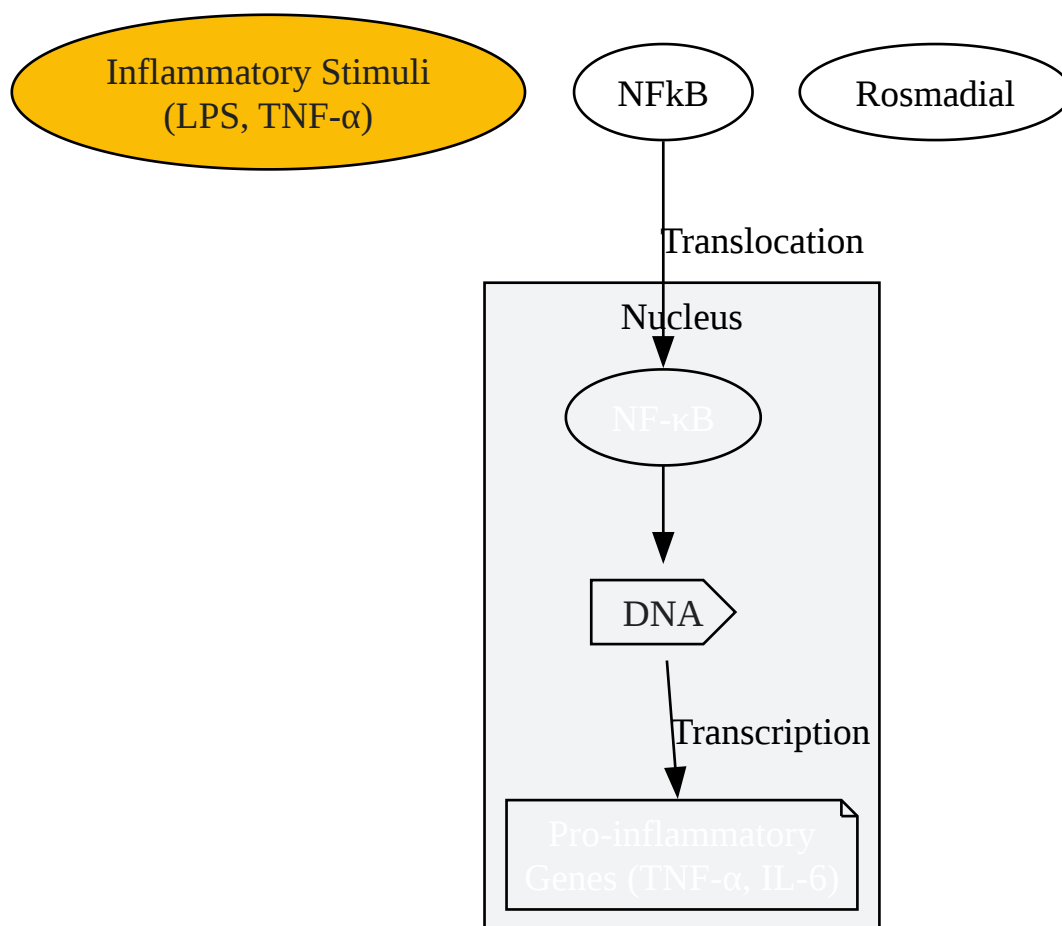 Inflammatory Stimuli
(LPS, TNF-α)
NFkB
Rosmadial
Translocation
Nucleus
NF-κB
DNA
Transcription
Pro-inflammatory
Genes (TNF-α, IL-6)